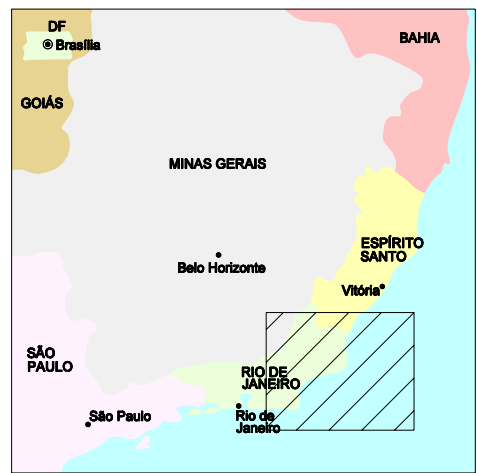 DF
Brasília
BAHIA
GOIÁS
MINAS GERAIS
ESPÍRITO
SANTO
Belo Horizonte
Vitória
SÃO
PAULO
RIO DE
JANEIRO
São Paulo
Rio de
Janeiro